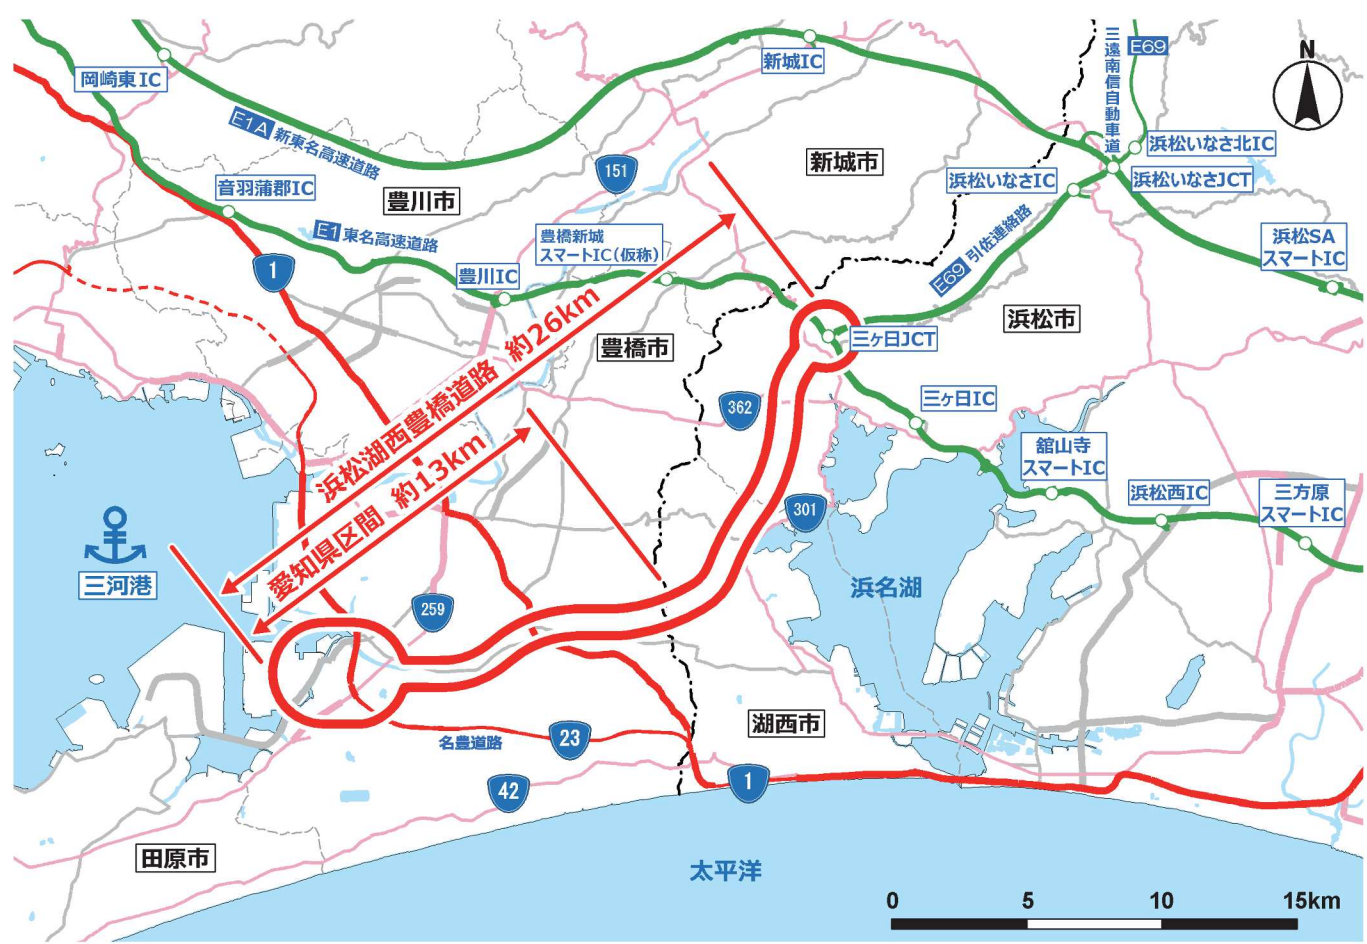 三遠南信自動車道
E69
N
新城IC
岡崎東IC
E1A 新東名高速道路
浜松いなさ北IC
151
新城市
浜松いなさIC
浜松いなさJCT
音羽蒲郡IC
豊川市
E1 東名高速道路
豊橋新城
スマートIC(仮称)
E69 引佐連絡路
浜松SA
スマートIC
1
豊川IC
浜松市
三ヶ日JCT
豊橋市
浜松湖西豊橋道路 約26km
362
三ヶ日IC
愛知県区間 約13km
舘山寺
スマートIC
浜松西IC
三方原
スマートIC
301
三河港
浜名湖
259
湖西市
名豊道路
23
42
1
田原市
太平洋
0 5 10 15km